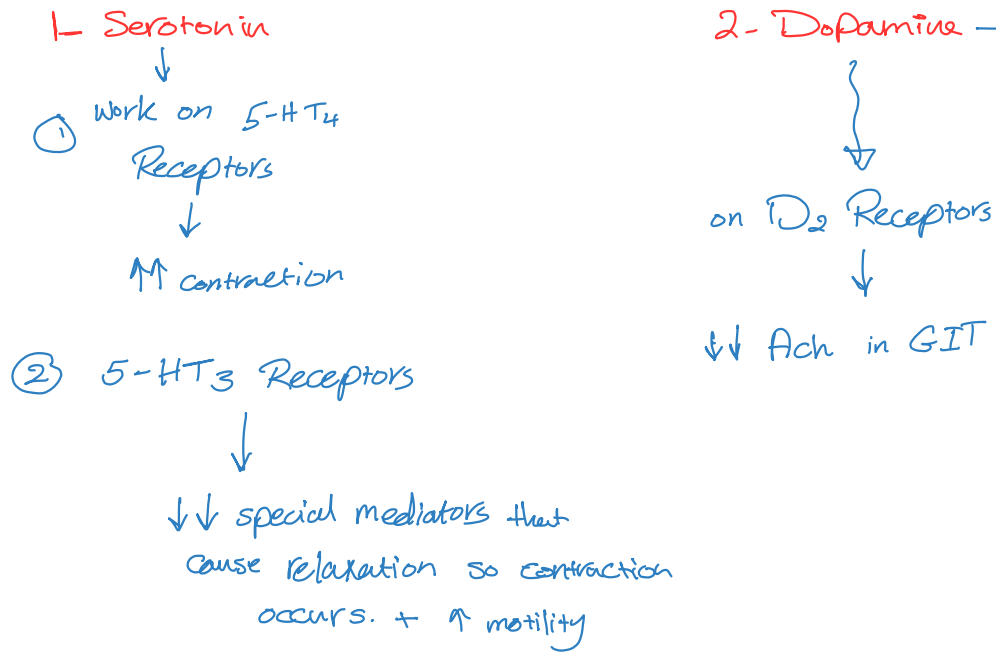 1- Serotonin
↓
① work on 5-HT4
Receptors
↓
↑↑ contraction
② 5-HT3 Receptors
↓
↓↓ special mediators that
cause relaxation so contraction
occurs. + ↑ motility
2- Dopamine -
↓
on D2 Receptors
↓
↓↓ Ach in GIT